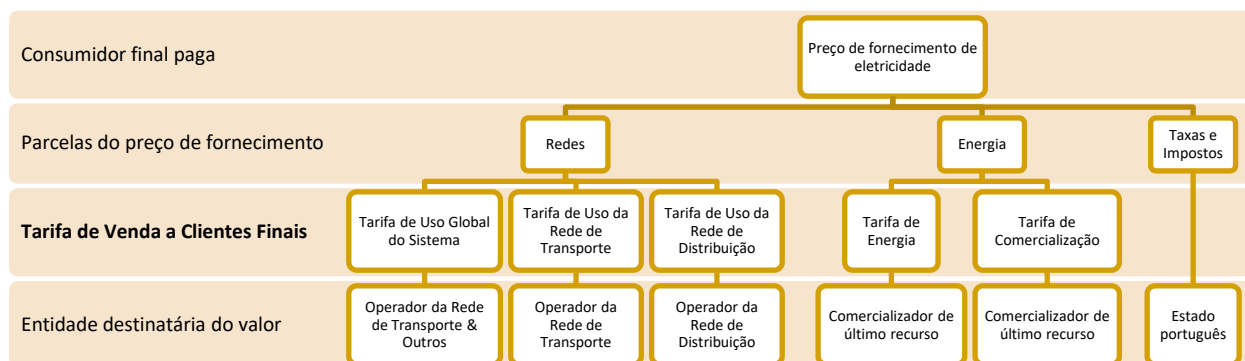 Consumidor final paga
Preço de fornecimento de
eletricidade
Parcelas do preço de fornecimento
Redes
Energia
Taxas e
Impostos
Tarifa de Venda a Clientes Finais
Tarifa de Uso Global
do Sistema
Tarifa de Uso da
Rede de
Transporte
Tarifa de Uso da
Rede de
Distribuição
Tarifa de
Energia
Tarifa de
Comercialização
Entidade destinatária do valor
Operador da Rede
de Transporte &
Outros
Operador da
Rede de
Transporte
Operador da
Rede de
Distribuição
Comercializador de
último recurso
Comercializador de
último recurso
Estado
português